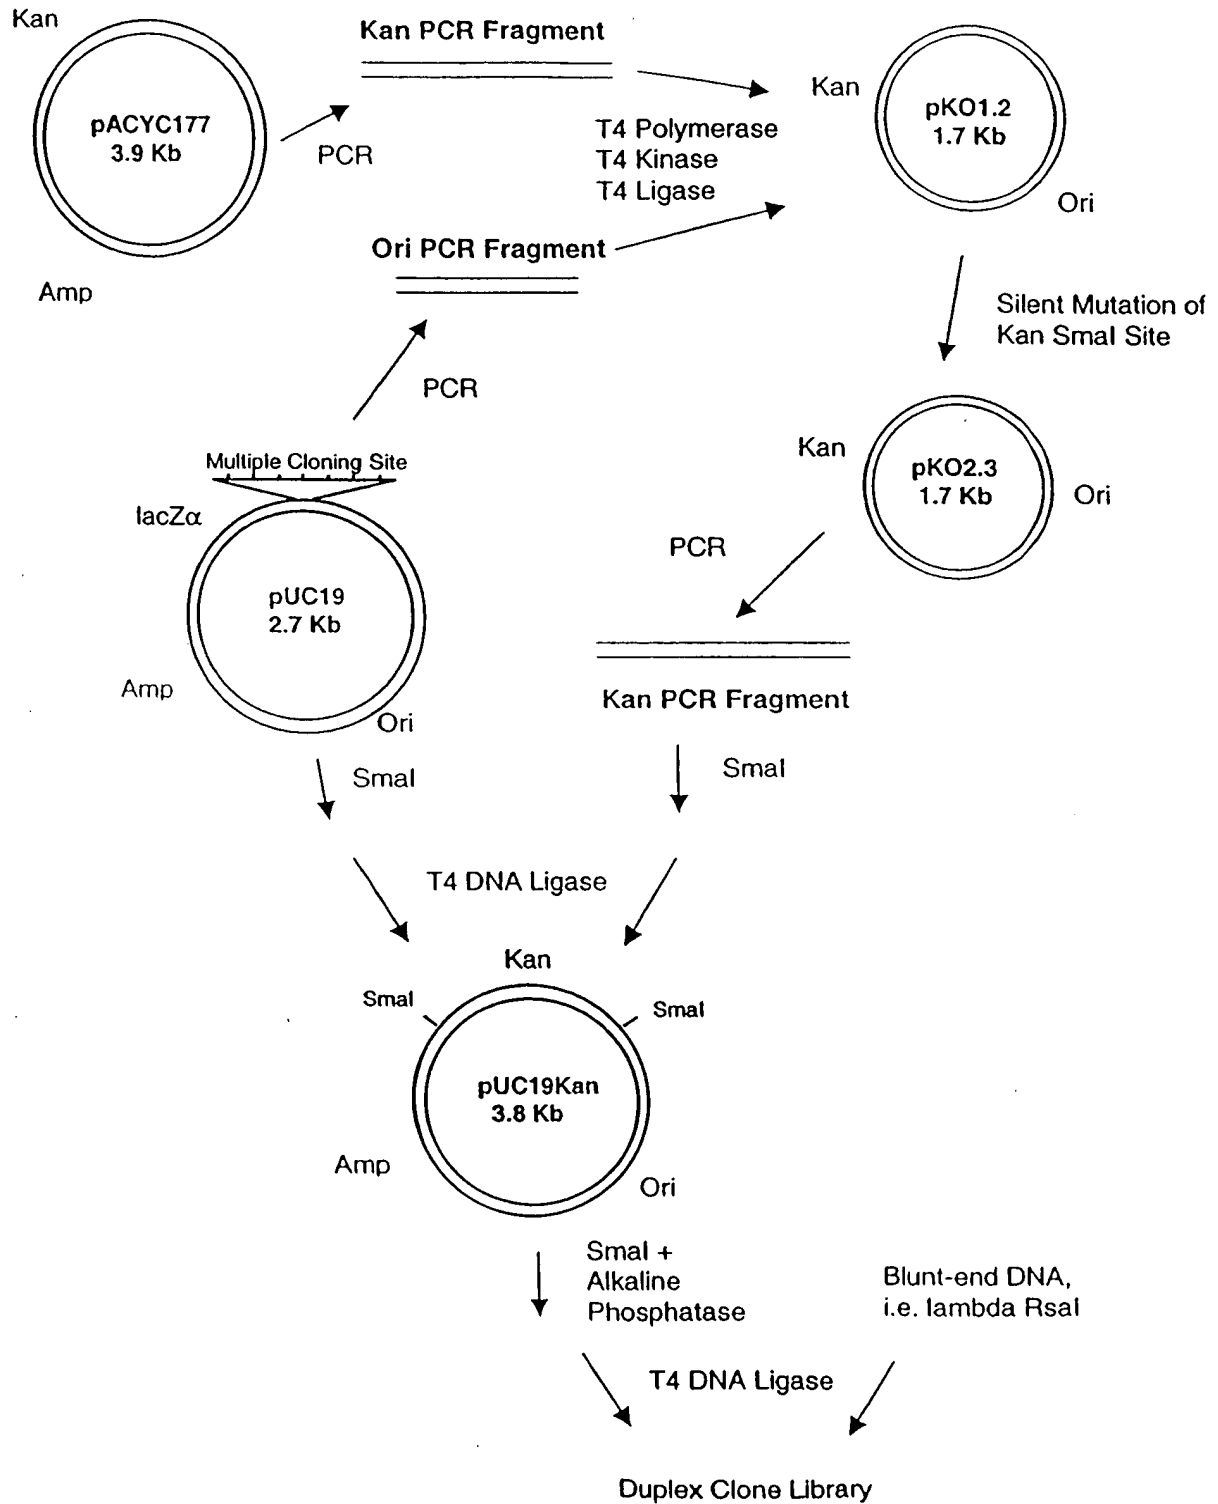 Kan
Kan PCR Fragment
pACYC177
3.9 Kb
PCR
Kan
pKO1.2
1.7 Kb
T4 Polymerase
T4 Kinase
T4 Ligase
Ori
Ori PCR Fragment
Amp
Silent Mutation of
Kan SmaI Site
PCR
Multiple Cloning Site
lacZα
Kan
pKO2.3
1.7 Kb
Ori
PCR
pUC19
2.7 Kb
Amp
Ori
Kan PCR Fragment
SmaI
SmaI
T4 DNA Ligase
Kan
SmaI
SmaI
pUC19Kan
3.8 Kb
Amp
Ori
SmaI +
Alkaline
Phosphatase
Blunt-end DNA,
i.e. lambda RsaI
T4 DNA Ligase
Duplex Clone Library